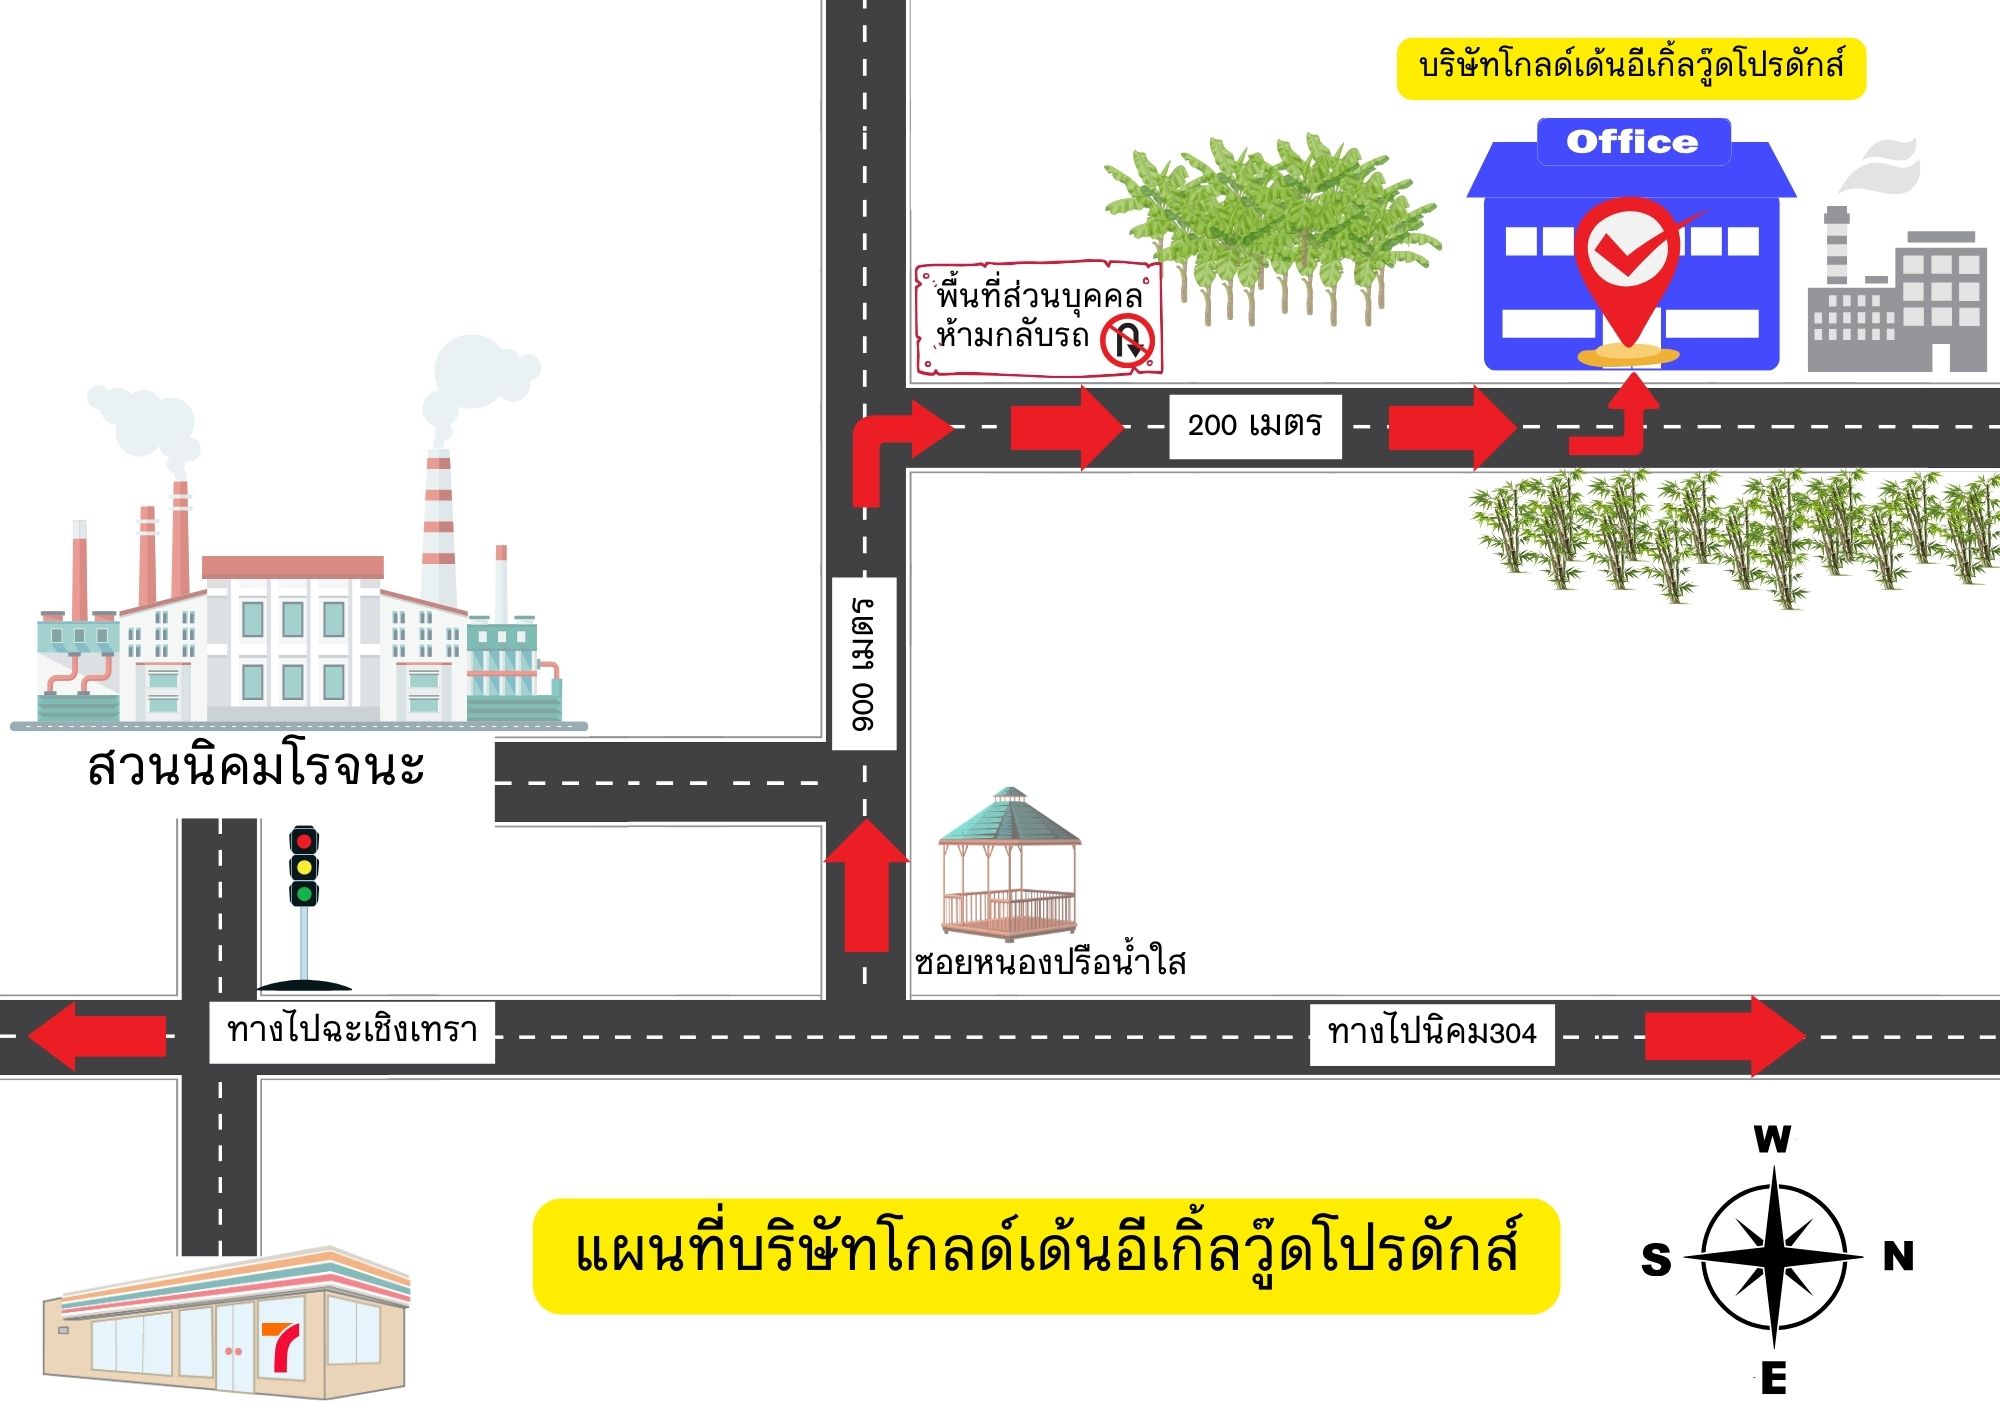 บริษัทโกลด์เด้นอีเกิ้ลวู๊ดโปรดักส์
Office
พื้นที่ส่วนบุคคล
ห้ามกลับรถ
200 เมตร
900 เมตร
สวนนิคมโรจนะ
ซอยหนองปรือน้ำใส
ทางไปฉะเชิงเทรา
ทางไปนิคม304
W
S
N
E
แผนที่บริษัทโกลด์เด้นอีเกิ้ลวู๊ดโปรดักส์
7